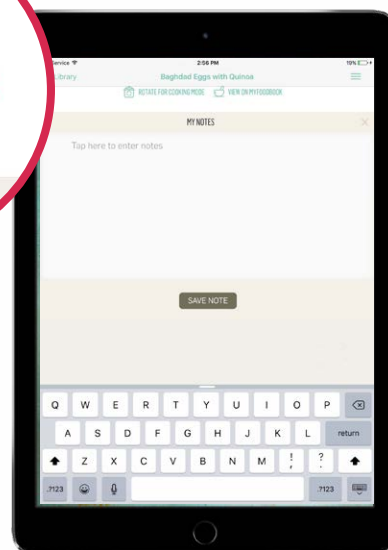 Service 2:56 PM 19%
Library Baghdad Eggs with Quinoa
ROTATE FOR COOKING MODE VIEW ON MYFOODBOOK
MY NOTES
Tap here to enter notes
SAVE NOTE
Q W E R T Y U I O P
A S D F G H J K L return
Z X C V B N M ! , ? .
.?123 .?123